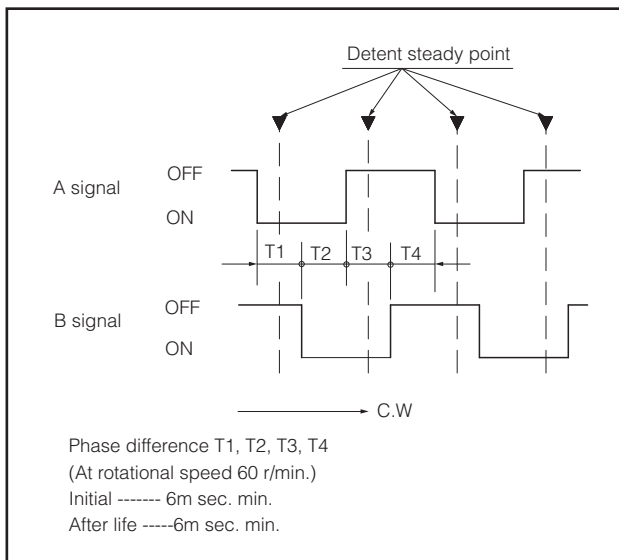 Detent steady point
OFF
A signal
ON
T1 T2 T3 T4
OFF
B signal
ON
C.W
Phase difference T1, T2, T3, T4
(At rotational speed 60 r/min.)
Initial ------- 6m sec. min.
After life -----6m sec. min.